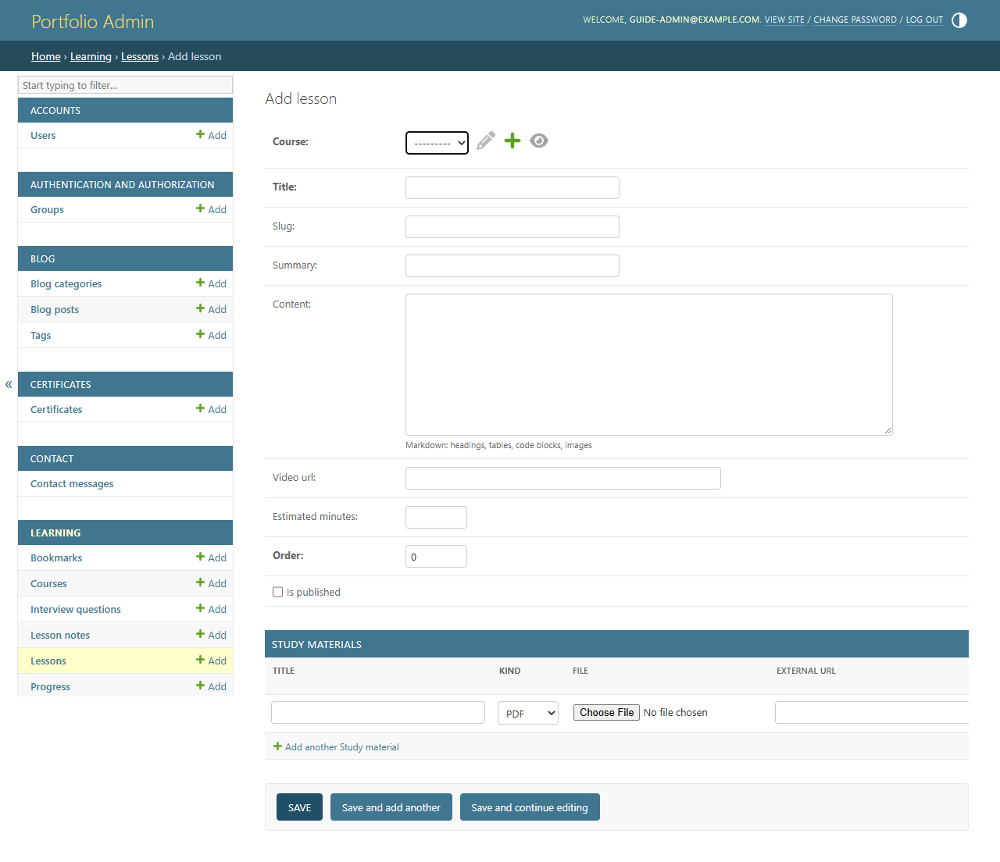 Portfolio Admin
WELCOME, GUIDE-ADMIN@EXAMPLE.COM. VIEW SITE / CHANGE PASSWORD / LOG OUT
Home › Learning › Lessons › Add lesson
Start typing to filter...
ACCOUNTS
Users Add
AUTHENTICATION AND AUTHORIZATION
Groups Add
BLOG
Blog categories Add
Blog posts Add
Tags Add
«
CERTIFICATES
Certificates Add
CONTACT
Contact messages
LEARNING
Bookmarks Add
Courses Add
Interview questions Add
Lesson notes Add
Lessons Add
Progress Add
Add lesson
Course: ---------
Title:
Slug:
Summary:
Content:
Markdown: headings, tables, code blocks, images
Video url:
Estimated minutes:
Order: 0
Is published
STUDY MATERIALS
TITLE KIND FILE EXTERNAL URL
PDF Choose File No file chosen
Add another Study material
SAVE Save and add another Save and continue editing